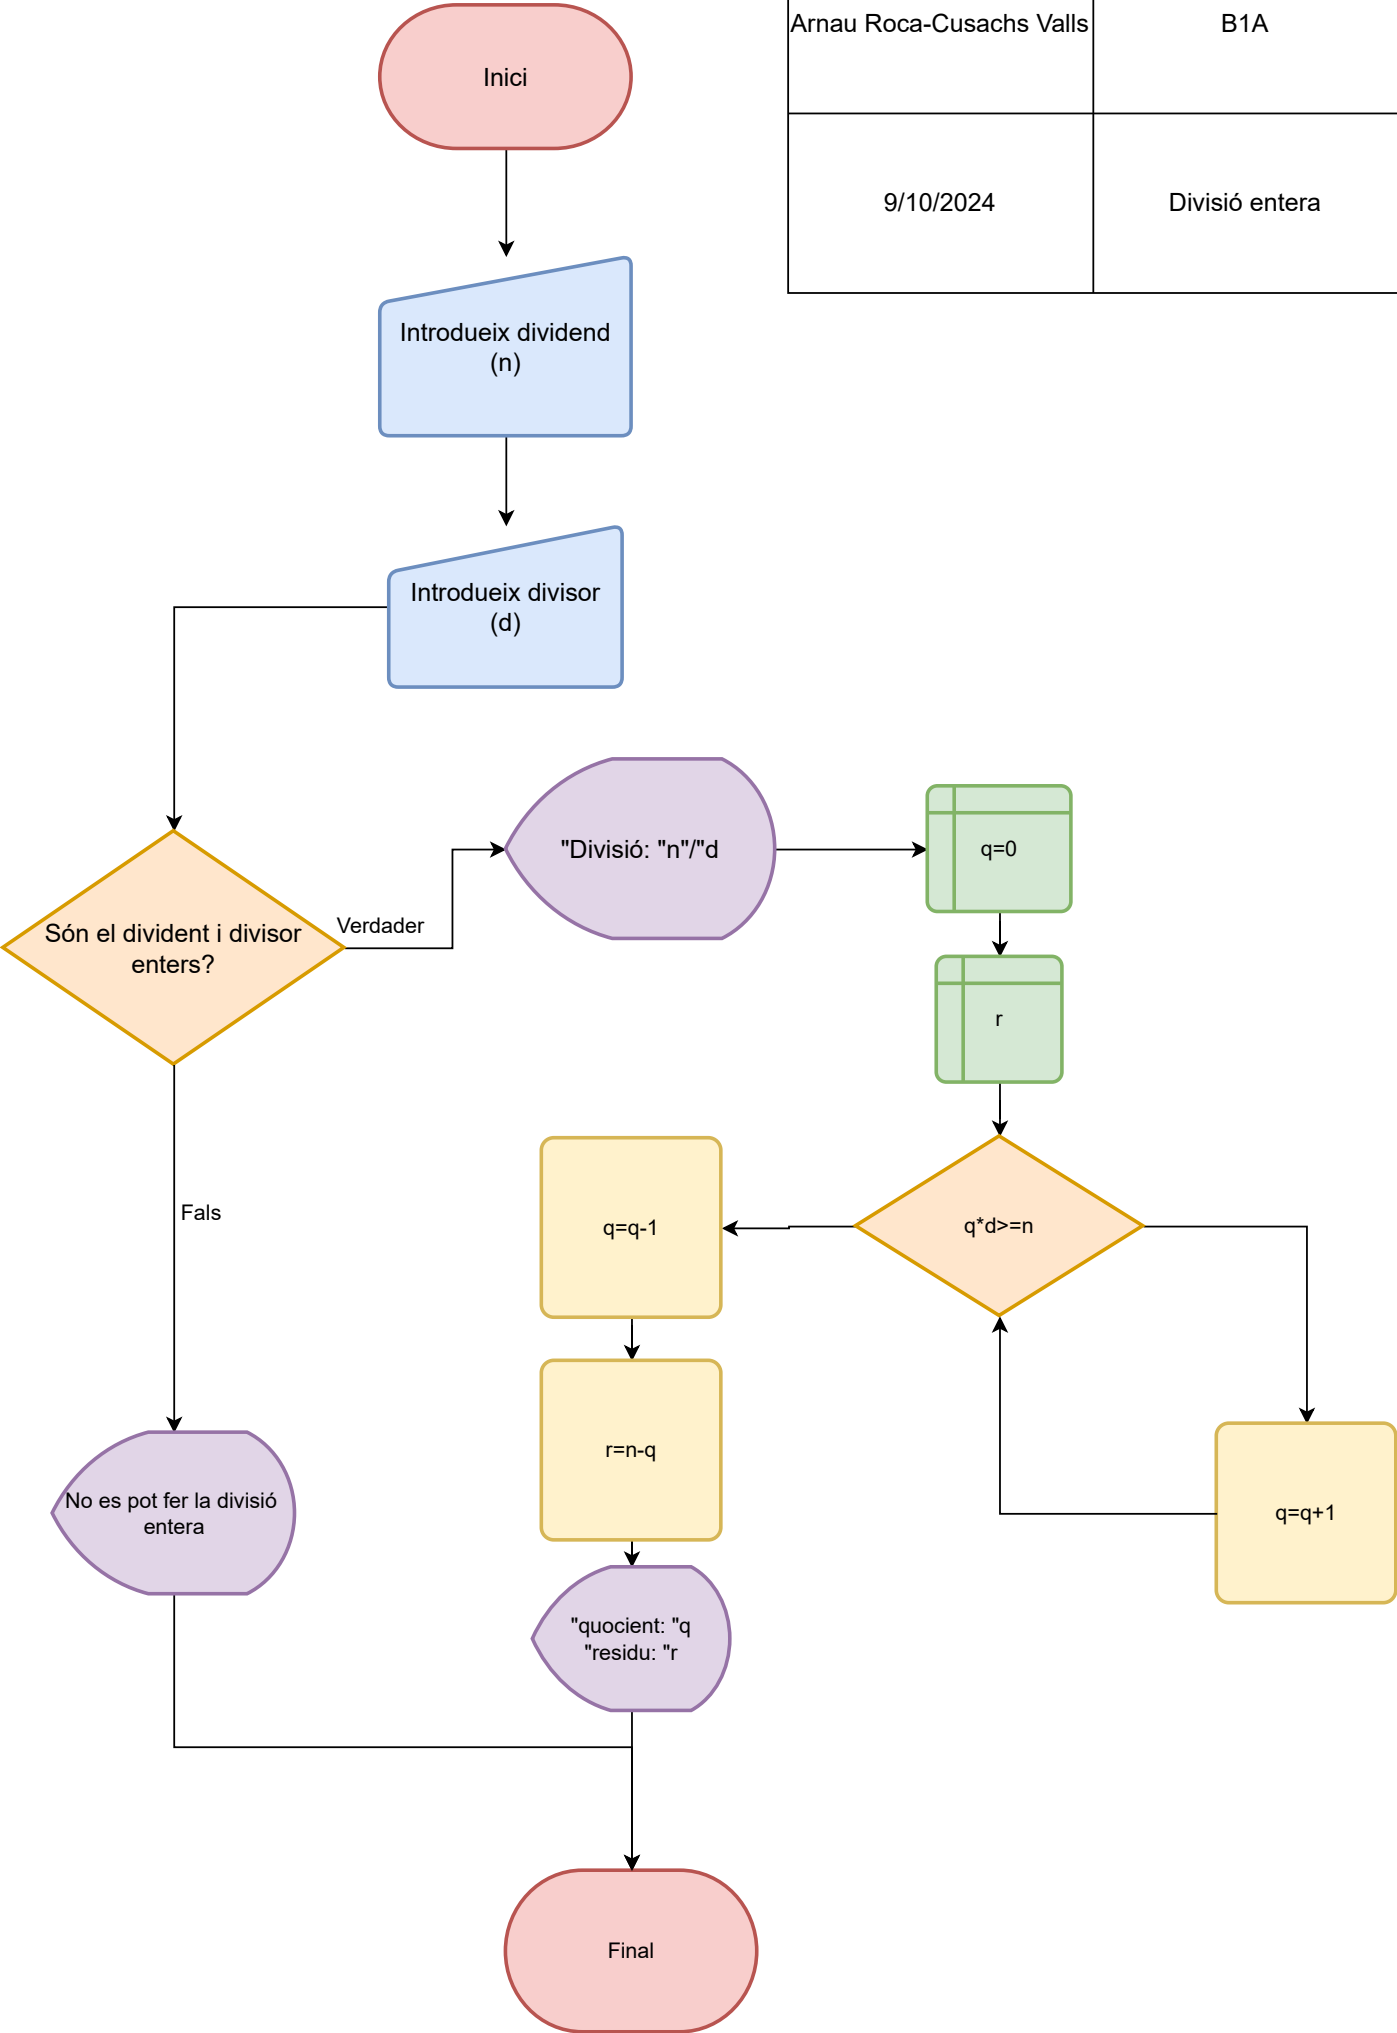 Inici
Arnau Roca-Cusachs Valls
B1A
9/10/2024
Divisió entera
Introdueix dividend
(n)
Introdueix divisor
(d)
"Divisió: "n"/"d
q=0
Són el divident i divisor
enters?
Verdader
r
Fals
q=q-1
q*d>=n
r=n-q
q=q+1
No es pot fer la divisió
entera
"quocient: "q
"residu: "r
Final